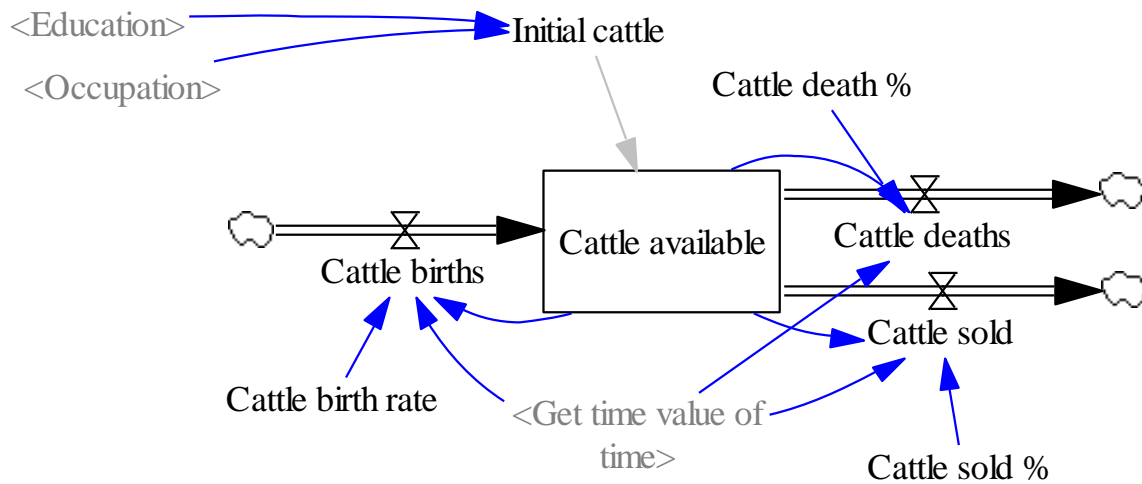 <Education>
Initial cattle
<Occupation>
Cattle death %
Cattle available
Cattle deaths
Cattle births
Cattle sold
Cattle birth rate
<Get time value of
time>
Cattle sold %